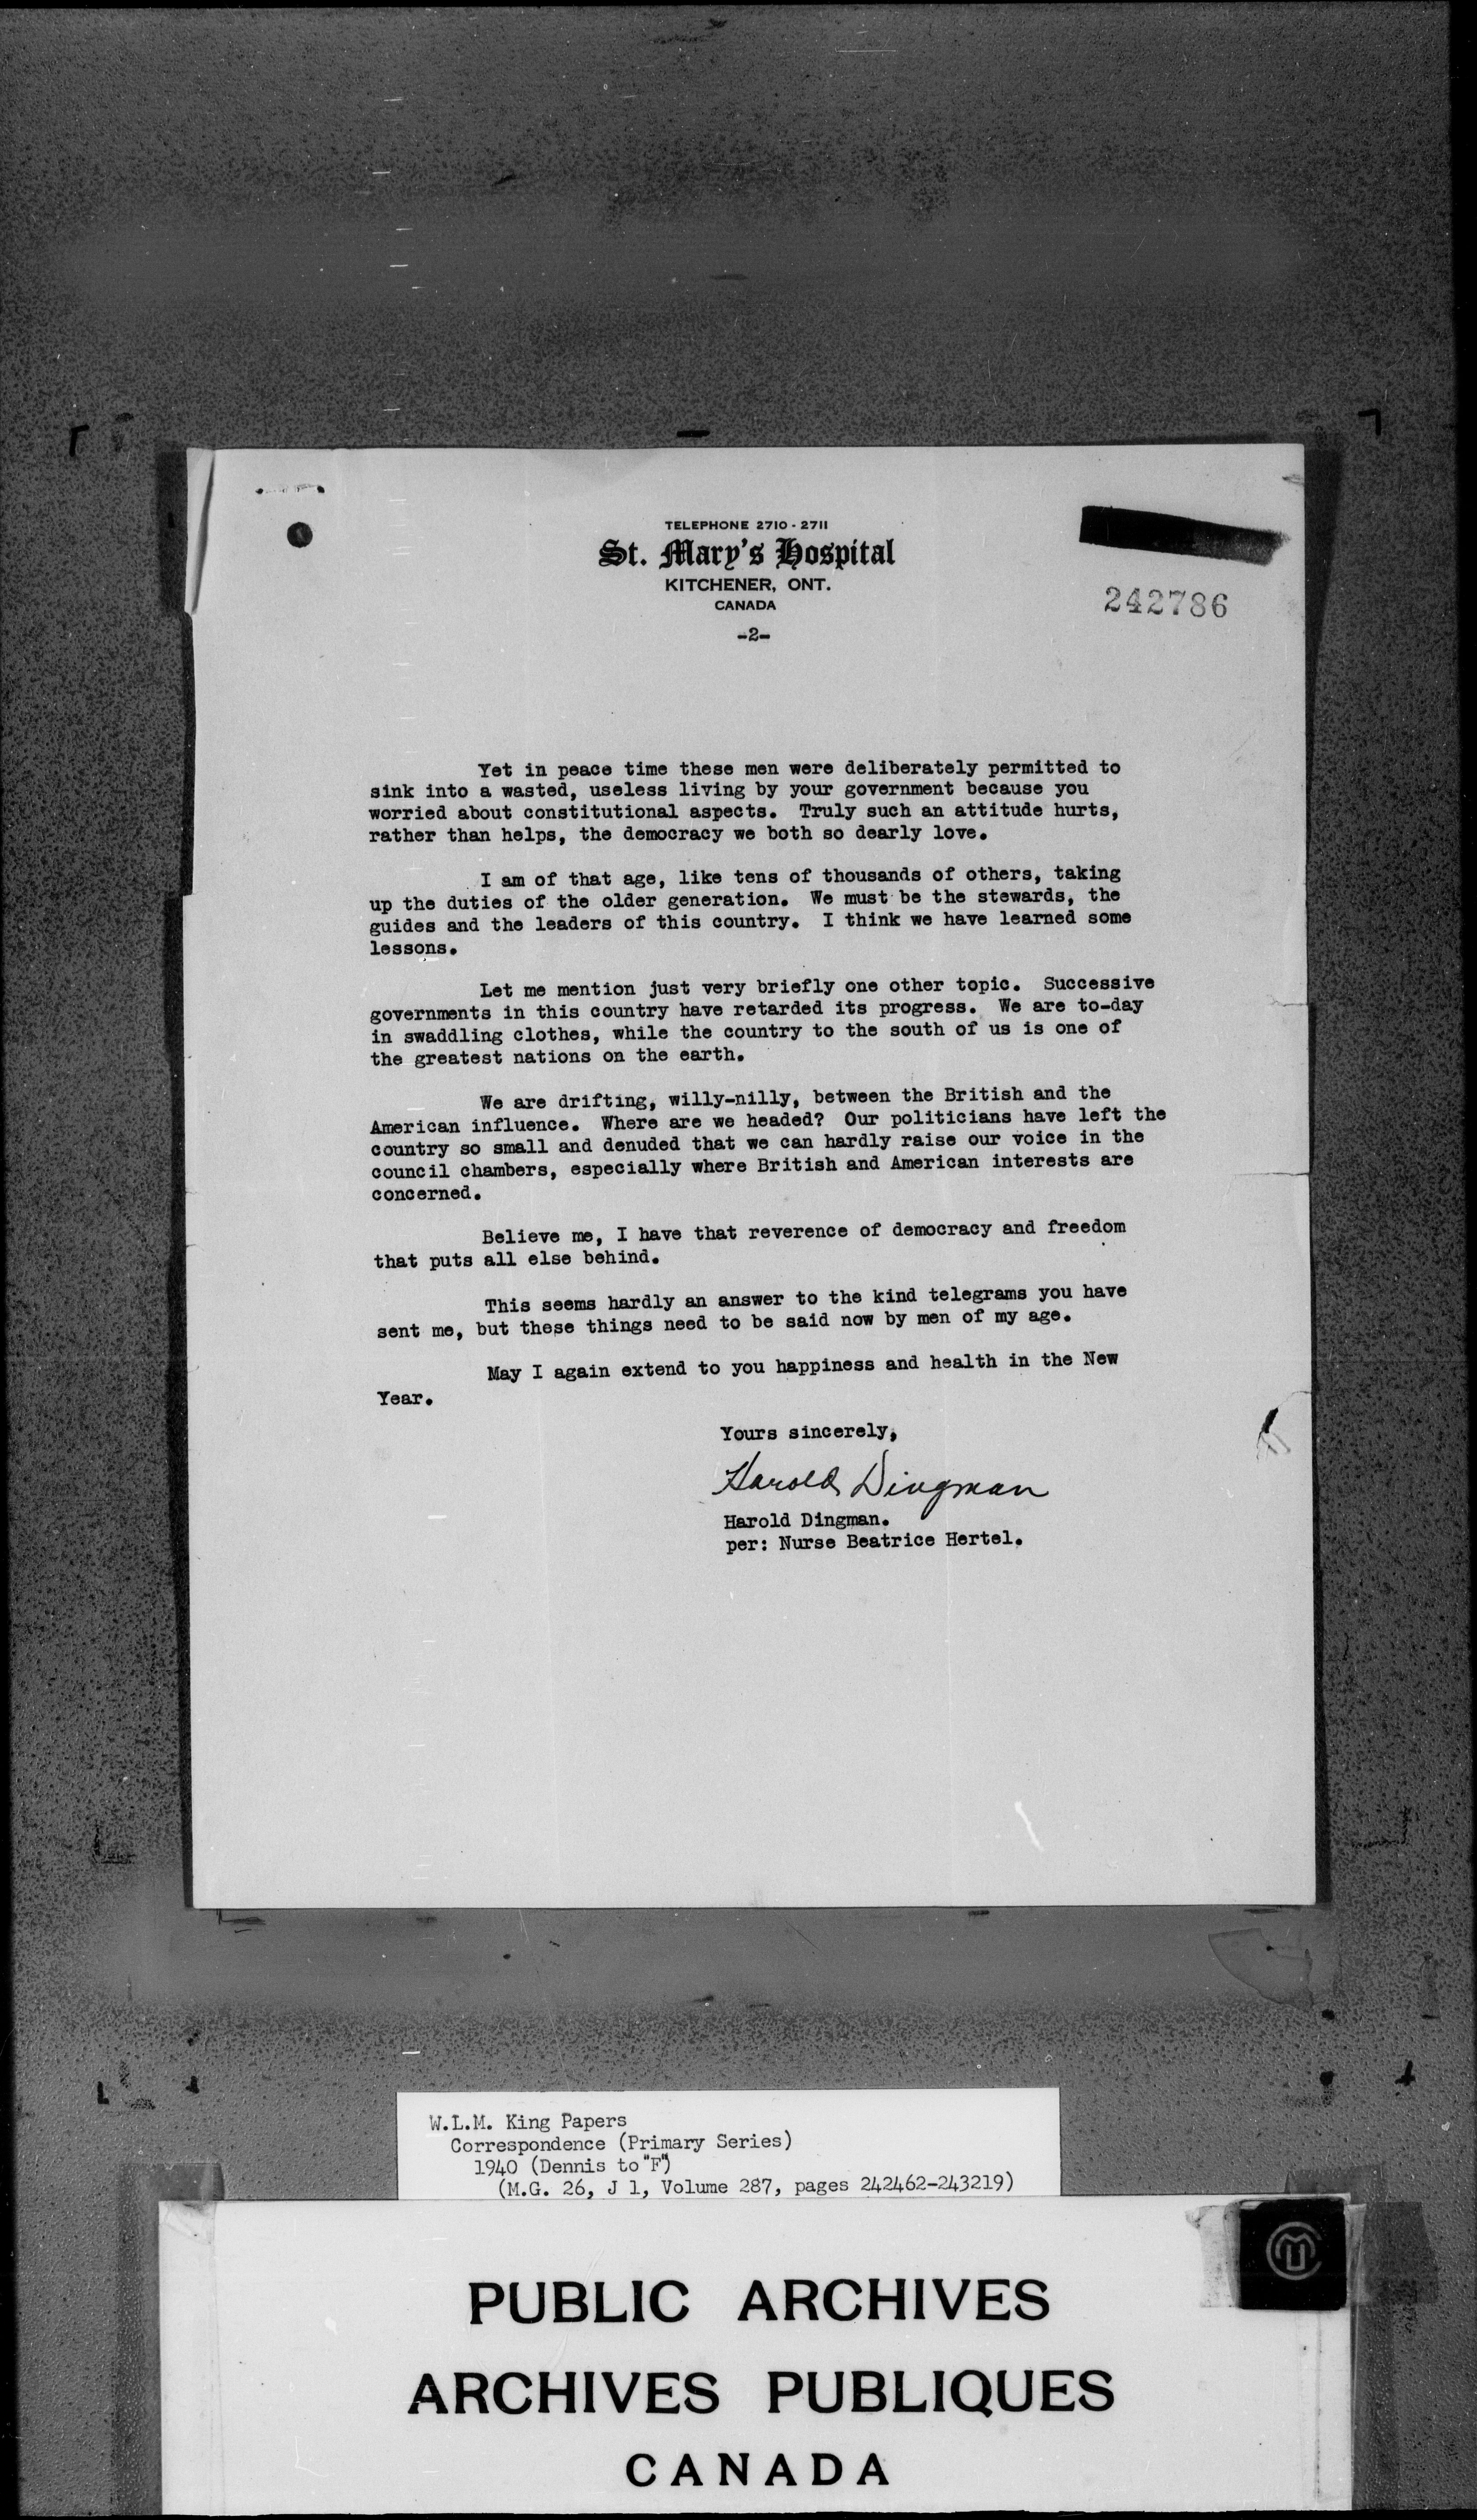 TELEPHONE 2710 - 2711
St. Mary's Hospital
KITCHENER, ONT.
CANADA
-2-
242786
Yet in peace time these men were deliberately permitted to
sink into a wasted, useless living by your government because you
worried about constitutional aspects. Truly such an attitude hurts,
rather than helps, the democracy we both so dearly love.
I am of that age, like tens of thousands of others, taking
up the duties of the older generation. We must be the stewards, the
guides and the leaders of this country. I think we have learned some
lessons.
Let me mention just very briefly one other topic. Successive
governments in this country have retarded its progress. We are to-day
in swaddling clothes, while the country to the south of us is one of
the greatest nations on the earth.
We are drifting, willy-nilly, between the British and the
American influence. Where are we headed? Our politicians have left the
country so small and denuded that we can hardly raise our voice in the
council chambers, especially where British and American interests are
concerned.
Believe me, I have that reverence of democracy and freedom
that puts all else behind.
This seems hardly an answer to the kind telegrams you have
sent me, but these things need to be said now by men of my age.
May I again extend to you happiness and health in the New
Year.
Yours sincerely,
Harold Dingman
Harold Dingman.
per: Nurse Beatrice Hertel.
W.L.M. King Papers
Correspondence (Primary Series)
1940 (Dennis to "F")
(M.G. 26, J 1, Volume 287, pages 242462-243219)
PUBLIC ARCHIVES
ARCHIVES PUBLIQUES
CANADA